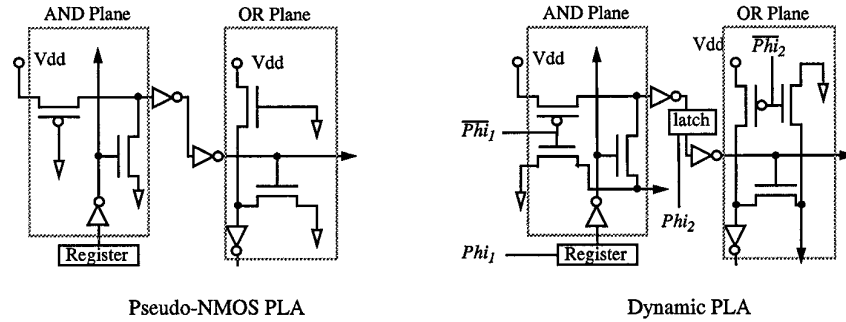 AND Plane
OR Plane
Vdd
Vdd
Register
Pseudo-NMOS PLA
AND Plane
OR Plane
Vdd
Vdd
Phi2
latch
Phi1
Phi2
Phi1
Register
Dynamic PLA